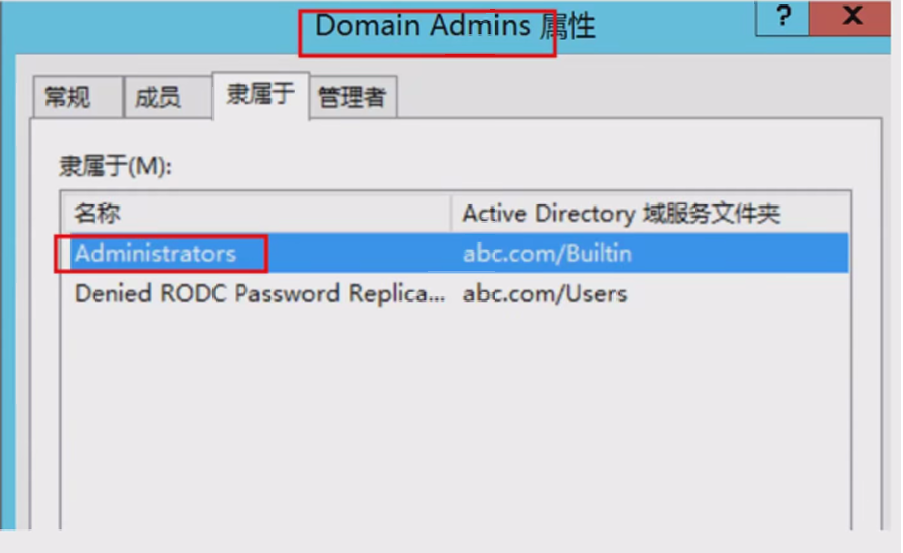 Domain Admins 属性
? X
常规 成员 隶属于 管理者
隶属于(M):
名称 Active Directory 域服务文件夹
Administrators abc.com/Builtin
Denied RODC Password Replica... abc.com/Users